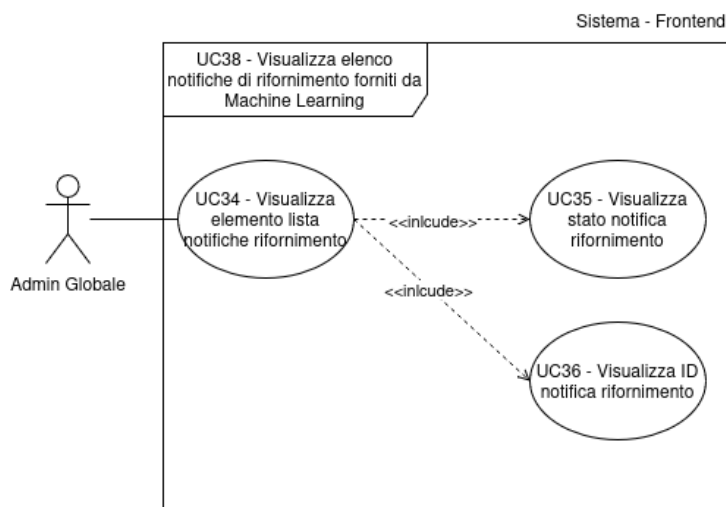 Sistema - Frontend
UC38 - Visualizza elenco
notifiche di rifornimento forniti da
Machine Learning
UC34 - Visualizza
elemento lista
notifiche rifornimento
<<inlcude>>
UC35 - Visualizza
stato notifica
rifornimento
Admin Globale
<<inlcude>>
UC36 - Visualizza ID
notifica rifornimento